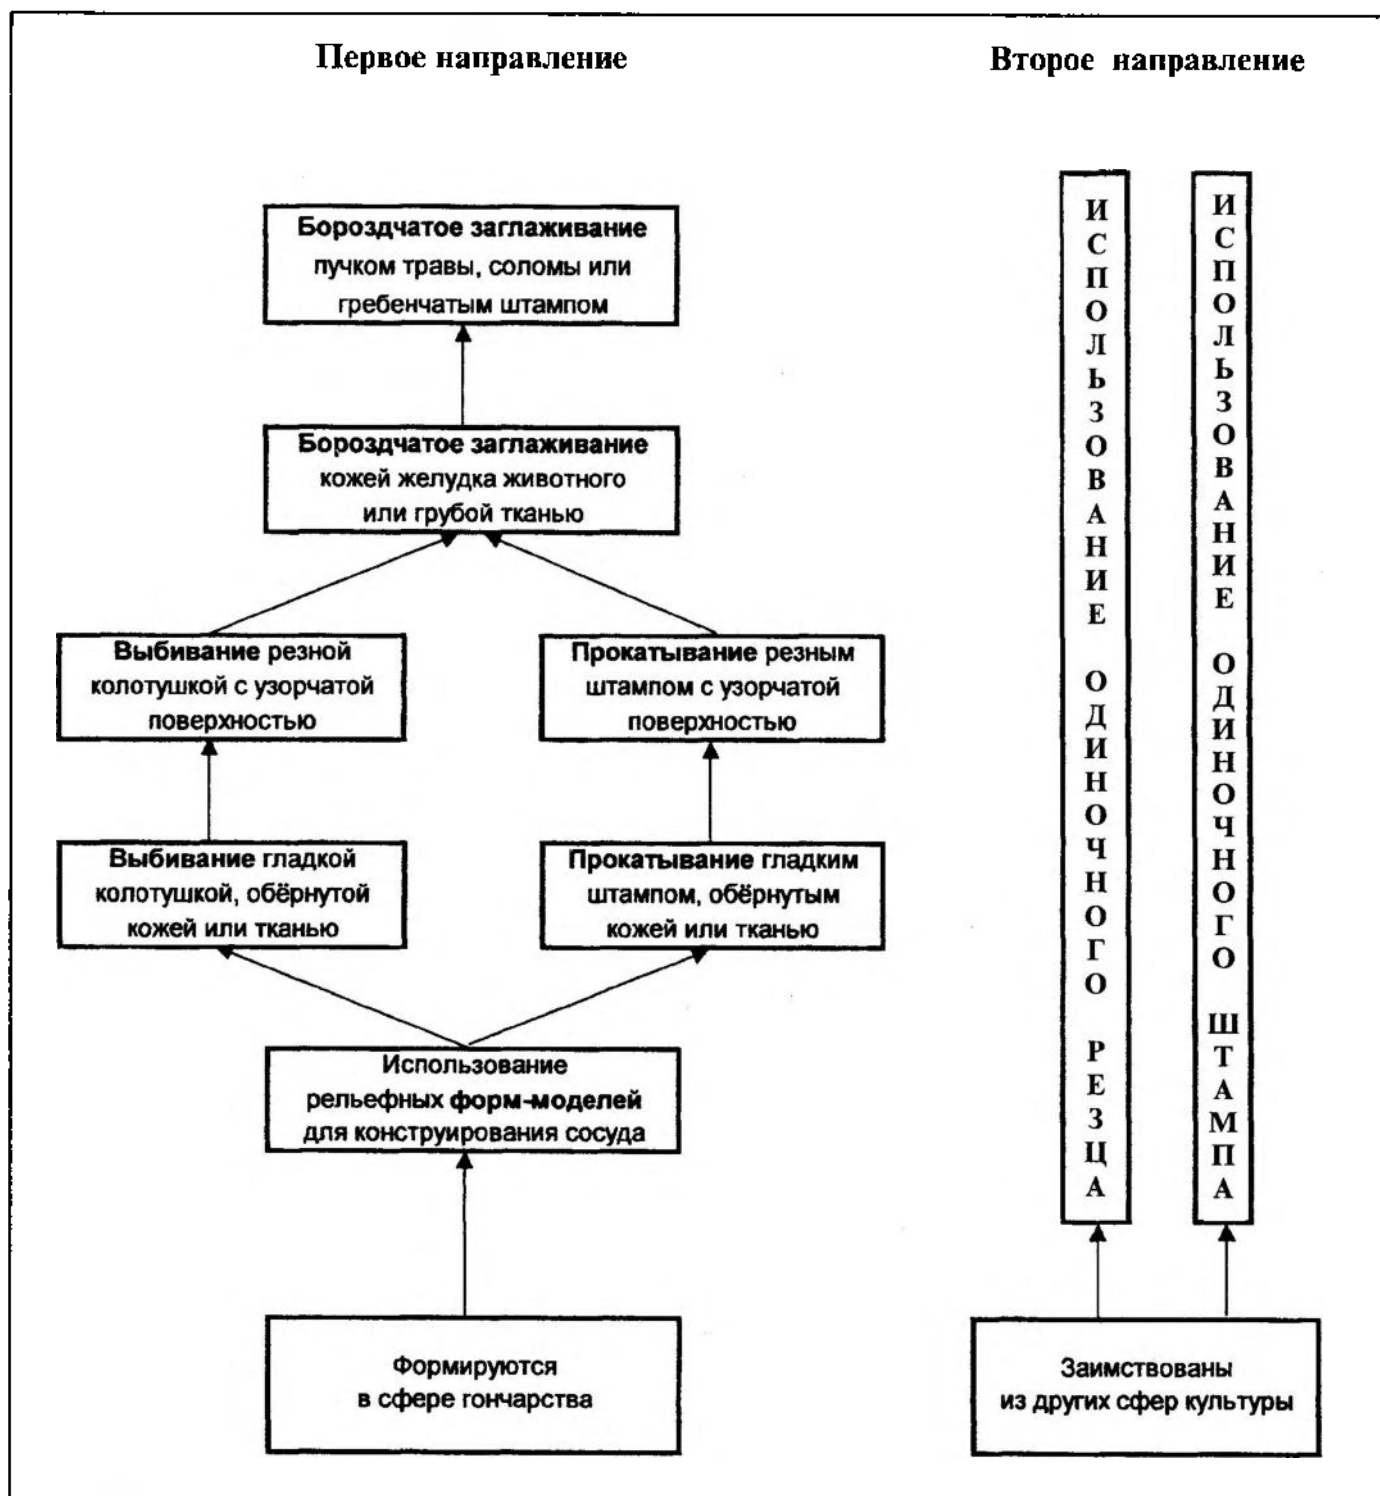 Первое направление
Второе направление
Бороздчатое заглаживание
пучком травы, соломы или
гребенчатым штампом
Бороздчатое заглаживание
кожей желудка животного
или грубой тканью
Выбивание резной
колотушкой с узорчатой
поверхностью
Прокатывание резным
штампом с узорчатой
поверхностью
Выбивание гладкой
колотушкой, обёрнутой
кожей или тканью
Прокатывание гладким
штампом, обёрнутым
кожей или тканью
Использование
рельефных форм-моделей
для конструирования сосуда
Формируются
в сфере гончарства
ИСПОЛЬЗОВАНИЕ ОДИНОЧНОГО РЕЗЦА
ИСПОЛЬЗОВАНИЕ ОДИНОЧНОГО ШТАМПА
Заимствованы
из других сфер культуры